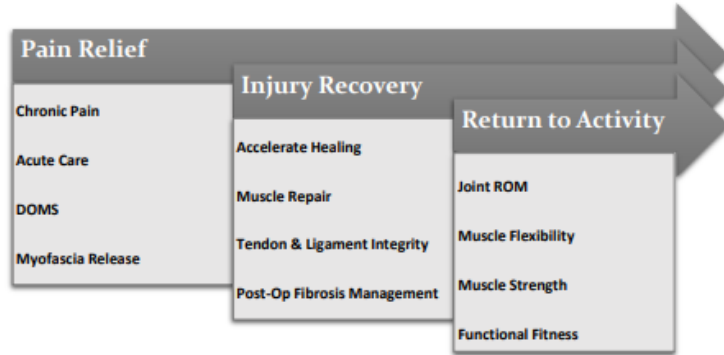 Pain Relief
Chronic Pain
Acute Care
DOMS
Myofascia Release
Injury Recovery
Accelerate Healing
Muscle Repair
Tendon & Ligament Integrity
Post-Op Fibrosis Management
Return to Activity
Joint ROM
Muscle Flexibility
Muscle Strength
Functional Fitness